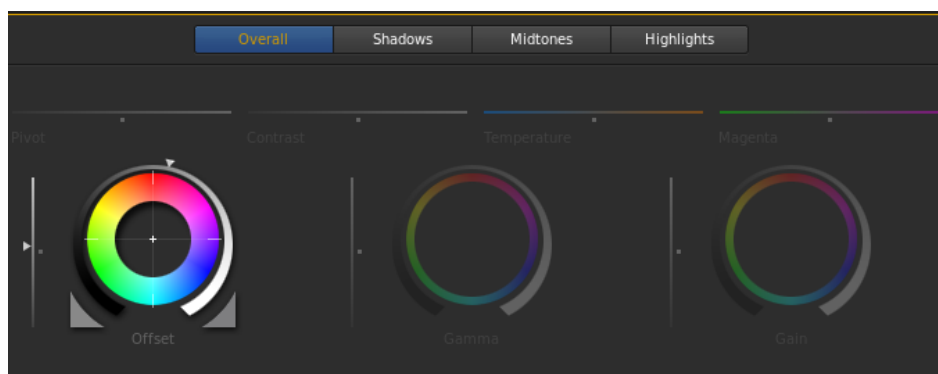 Overall Shadows Midtones Highlights
Pivot Contrast Temperature Magenta
Offset Gamma Gain